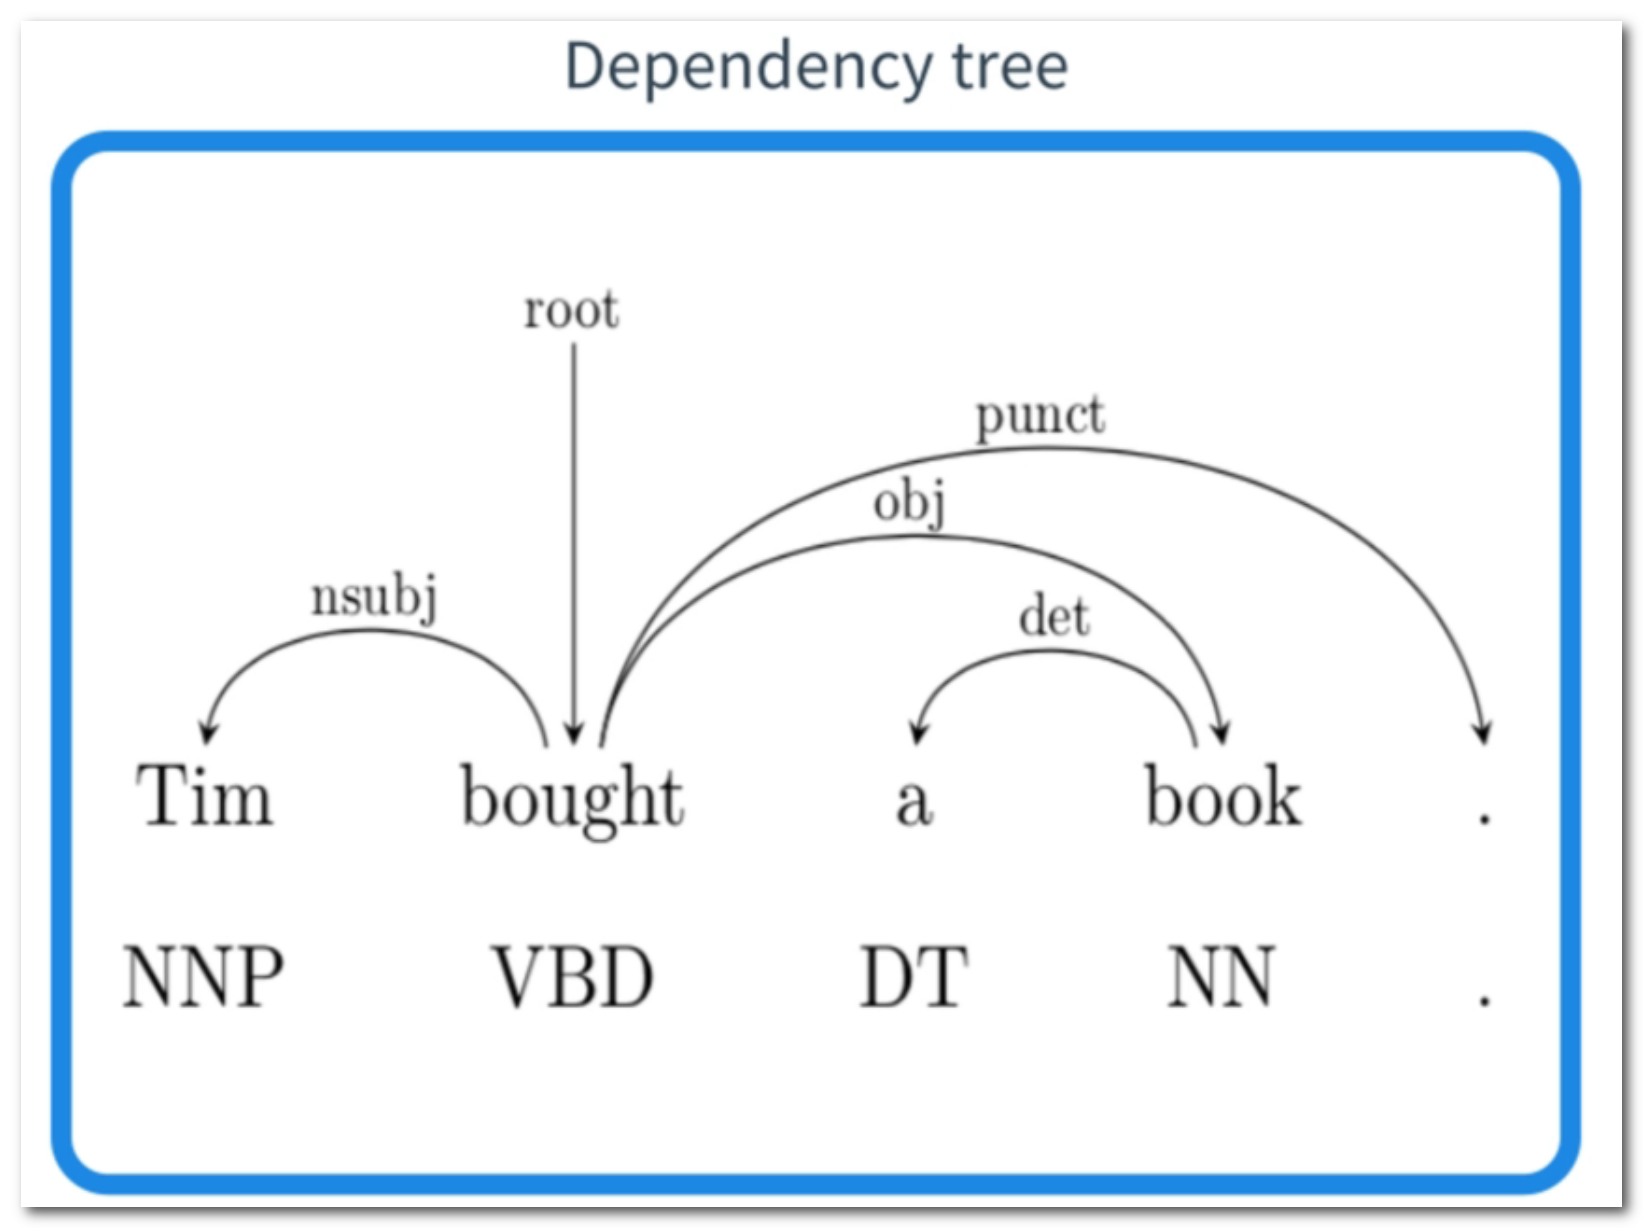 Dependency tree
root
punct
obj
nsubj
det
Tim bought a book .
NNP VBD DT NN .